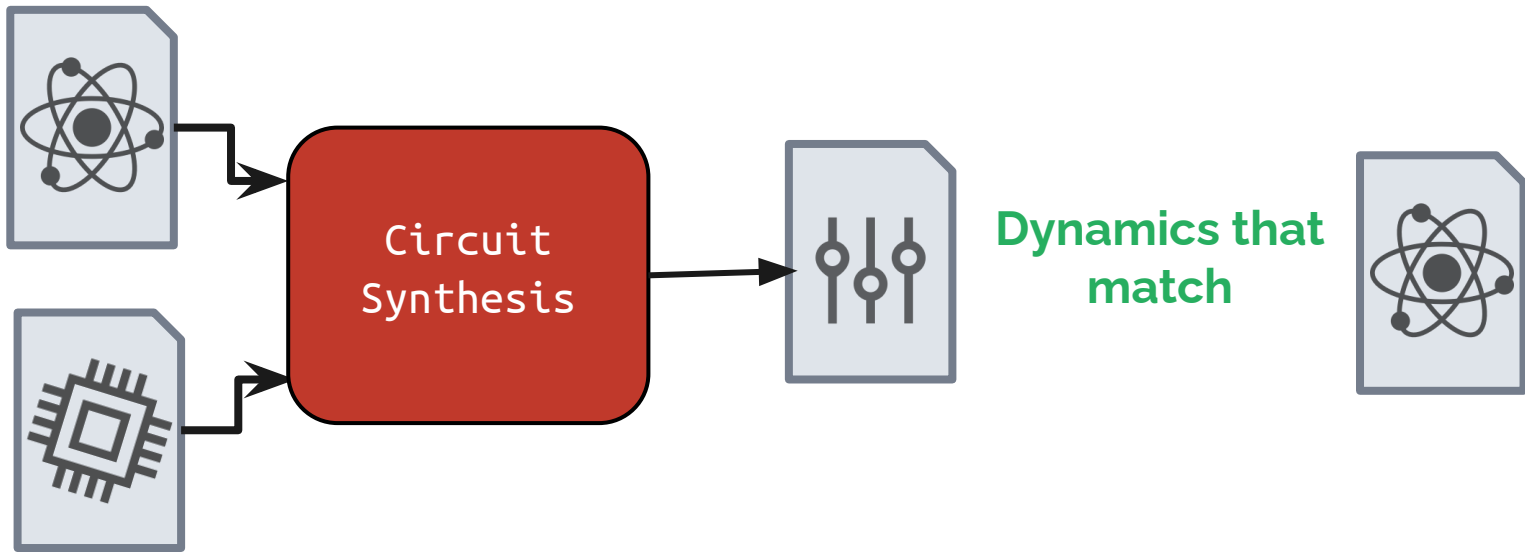 Circuit
Synthesis
Dynamics that
match